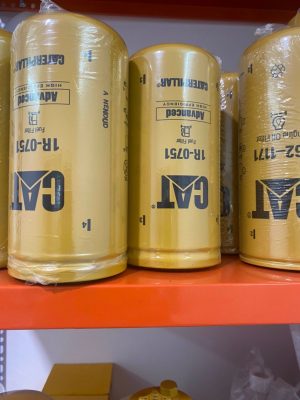 CATERPILLAR
Advanced
HIGH EFFICIENCY
Fuel Filter
1R-0751
CAT
CATERPILLAR
Advanced
HIGH EFFICIENCY
Fuel Filter
1R-0751
CAT
Engine Oil Filter
1171
CAT